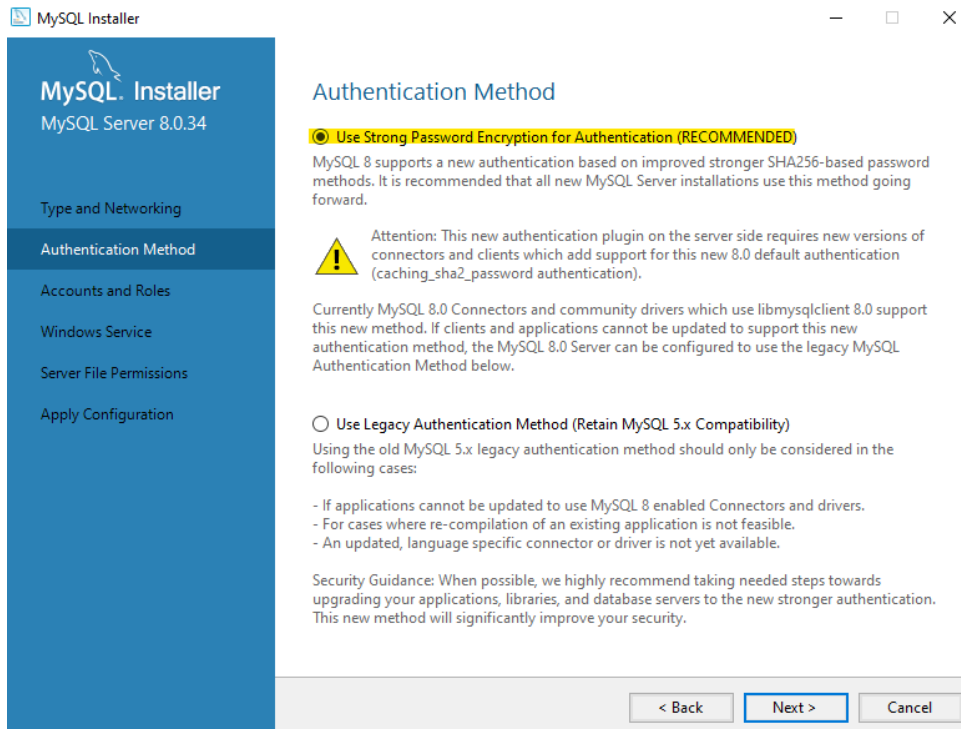 MySQL Installer
MySQL. Installer
MySQL Server 8.0.34
Type and Networking
Authentication Method
Accounts and Roles
Windows Service
Server File Permissions
Apply Configuration
Authentication Method
Use Strong Password Encryption for Authentication (RECOMMENDED)
MySQL 8 supports a new authentication based on improved stronger SHA256-based password
methods. It is recommended that all new MySQL Server installations use this method going
forward.
Attention: This new authentication plugin on the server side requires new versions of
connectors and clients which add support for this new 8.0 default authentication
(caching_sha2_password authentication).
Currently MySQL 8.0 Connectors and community drivers which use libmysqlclient 8.0 support
this new method. If clients and applications cannot be updated to support this new
authentication method, the MySQL 8.0 Server can be configured to use the legacy MySQL
Authentication Method below.
Use Legacy Authentication Method (Retain MySQL 5.x Compatibility)
Using the old MySQL 5.x legacy authentication method should only be considered in the
following cases:
- If applications cannot be updated to use MySQL 8 enabled Connectors and drivers.
- For cases where re-compilation of an existing application is not feasible.
- An updated, language specific connector or driver is not yet available.
Security Guidance: When possible, we highly recommend taking needed steps towards
upgrading your applications, libraries, and database servers to the new stronger authentication.
This new method will significantly improve your security.
< Back
Next >
Cancel